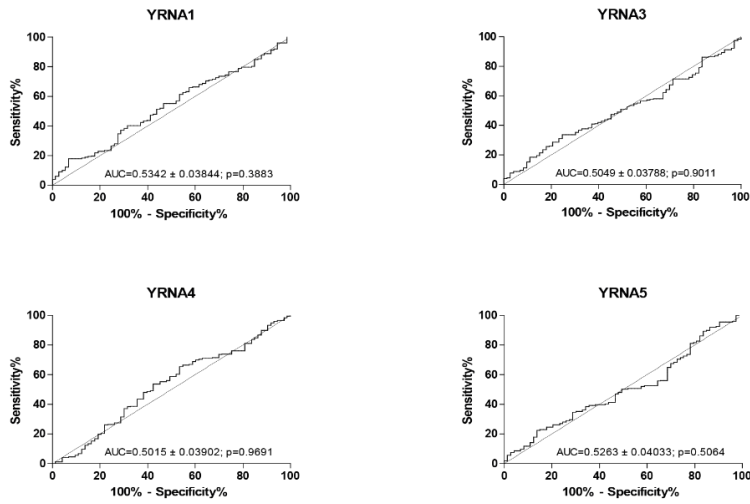 YRNA1
100
80
60
40
20
0
Sensitivity%
AUC=0.5342 ± 0.03844; p=0.3883
0 20 40 60 80 100
100% - Specificity%
YRNA3
100
80
60
40
20
0
Sensitivity%
AUC=0.5049 ± 0.03788; p=0.9011
0 20 40 60 80 100
100% - Specificity%
YRNA4
100
80
60
40
20
0
Sensitivity%
AUC=0.5015 ± 0.03902; p=0.9691
0 20 40 60 80 100
100% - Specificity%
YRNA5
100
80
60
40
20
0
Sensitivity%
AUC=0.5263 ± 0.04033; p=0.5064
0 20 40 60 80 100
100% - Specificity%